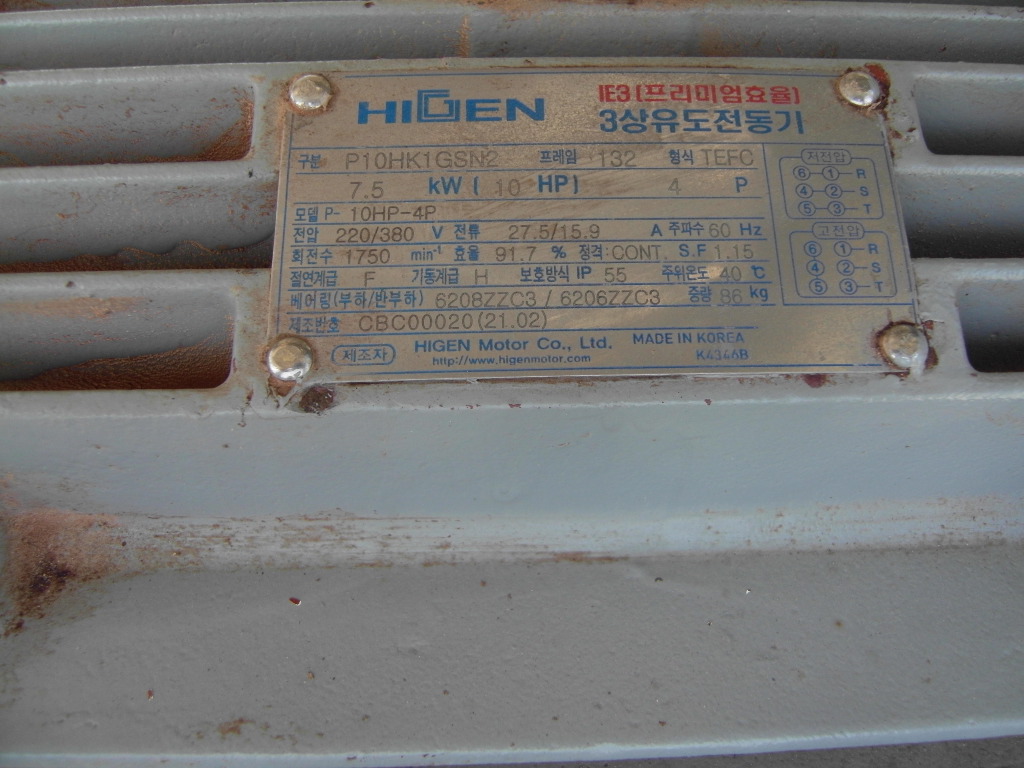 HIGEN
IE3 (프리미엄효율)
3상유도전동기
구분 P10HK1GSN2 프레임 132 형식 TEFC
7.5 kW ( 10 HP) 4 P
모델 P- 10HP-4P
전압 220/380 V 전류 27.5/15.9 A 주파수 60 Hz
회전수 1750 min⁻¹ 효율 91.7 % 정격:CONT. S.F 1.15
절연계급 F 기동계급 H 보호방식 IP 55 주위온도 40 ℃
베어링(부하/반부하) 6208ZZC3 / 6206ZZC3 중량 86 kg
제조번호 CBC00020(21.02)
제조자 HIGEN Motor Co., Ltd. MADE IN KOREA
http://www.higenmotor.com
저전압
⑥ ① R
④ ② S
⑤ ③ T
고전압
⑥ ① R
④ ② S
⑤ ③ T